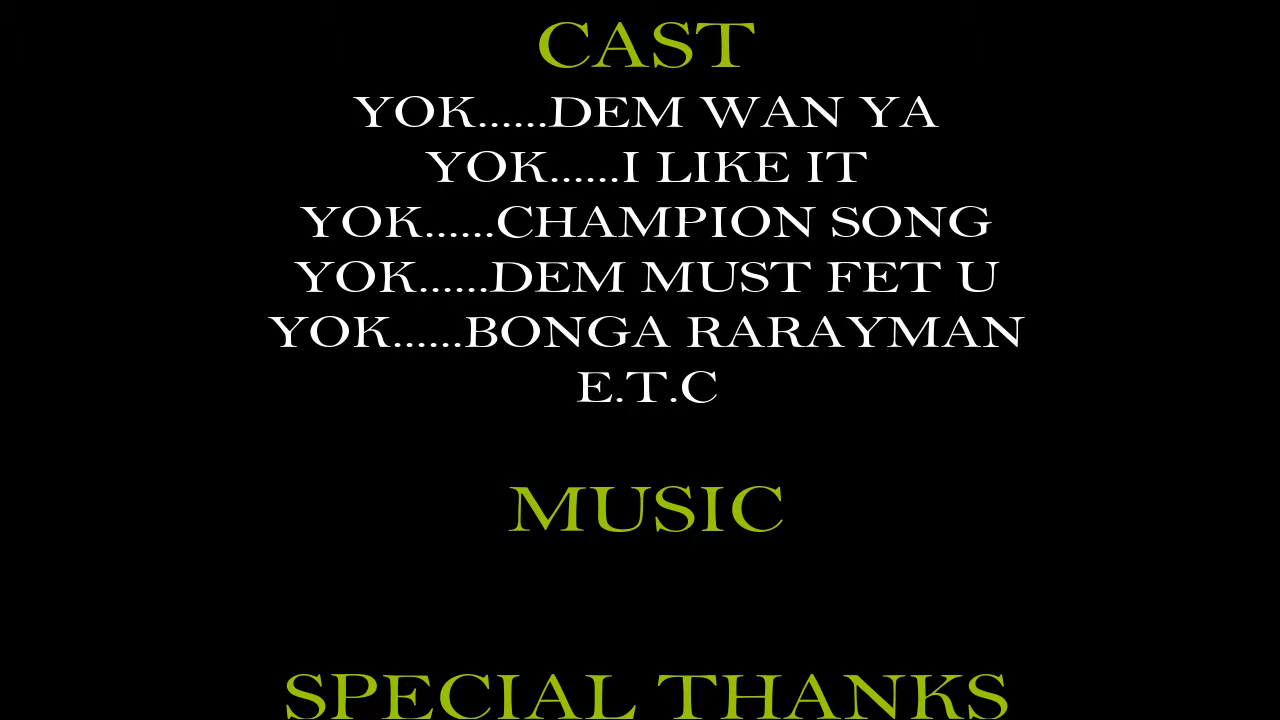 CAST
YOK......DEM WAN YA
YOK......I LIKE IT
YOK......CHAMPION SONG
YOK......DEM MUST FET U
YOK......BONGA RARAYMAN
E.T.C
MUSIC
SPECIAL THANKS